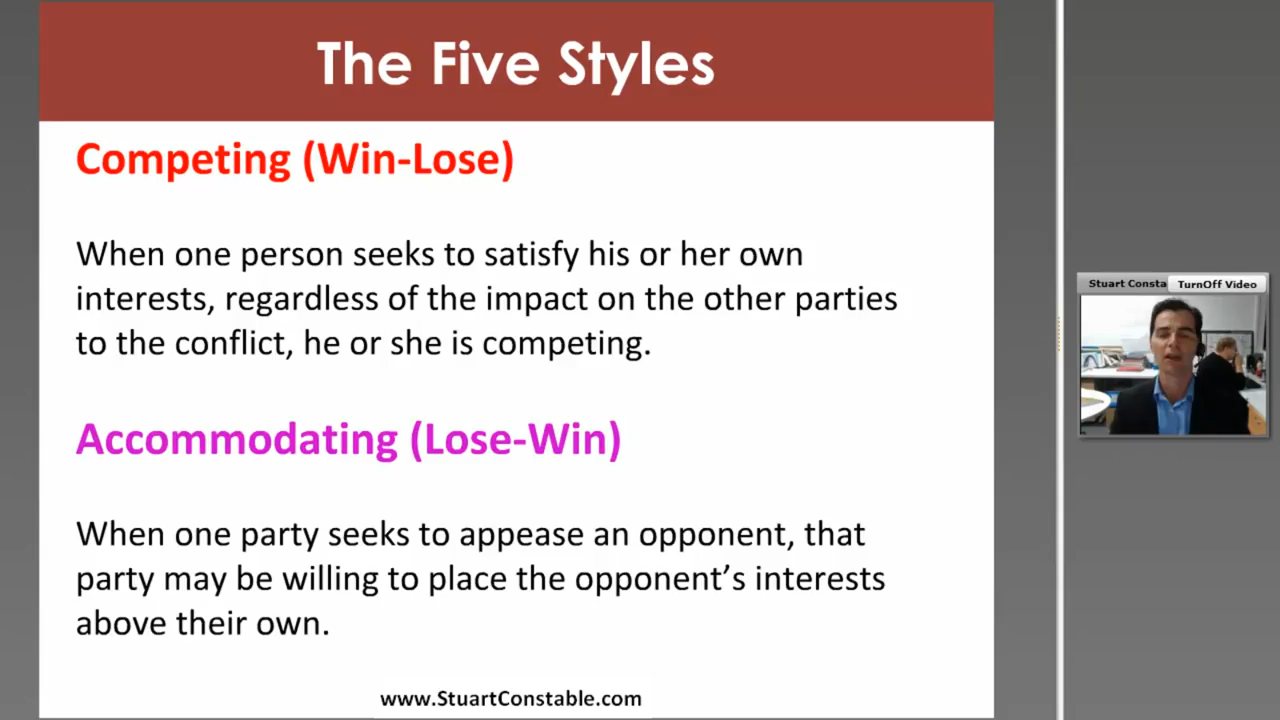 The Five Styles
Competing (Win-Lose)
When one person seeks to satisfy his or her own
interests, regardless of the impact on the other parties
to the conflict, he or she is competing.
Accommodating (Lose-Win)
When one party seeks to appease an opponent, that
party may be willing to place the opponent’s interests
above their own.
www.StuartConstable.com
Stuart Consta
TurnOff Video